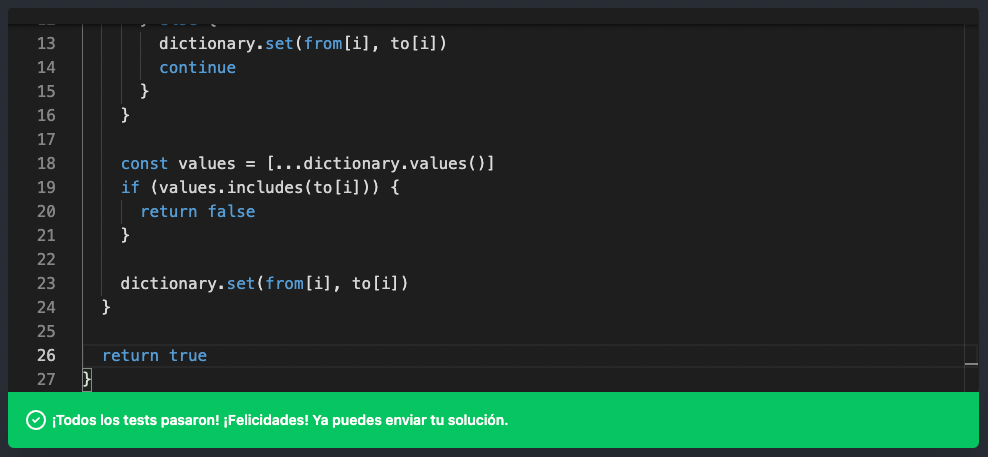 12 } else {
13 dictionary.set(from[i], to[i])
14 continue
15 }
16 }
17
18 const values = [...dictionary.values()]
19 if (values.includes(to[i])) {
20 return false
21 }
22
23 dictionary.set(from[i], to[i])
24 }
25
26 return true
27 }
¡Todos los tests pasaron! ¡Felicidades! Ya puedes enviar tu solución.